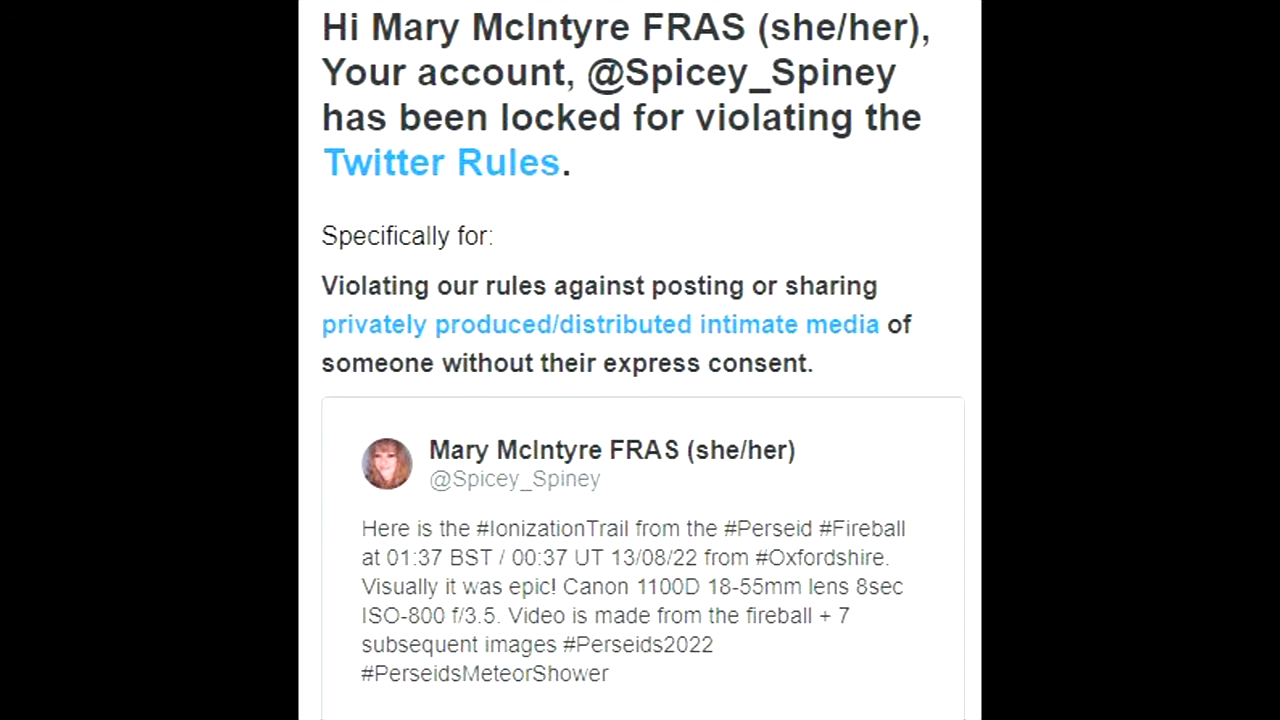 Hi Mary McIntyre FRAS (she/her),
Your account, @Spicey_Spiney
has been locked for violating the
Twitter Rules.
Specifically for:
Violating our rules against posting or sharing
privately produced/distributed intimate media of
someone without their express consent.
Mary McIntyre FRAS (she/her)
@Spicey_Spiney
Here is the #IonizationTrail from the #Perseid #Fireball
at 01:37 BST / 00:37 UT 13/08/22 from #Oxfordshire.
Visually it was epic! Canon 1100D 18-55mm lens 8sec
ISO-800 f/3.5. Video is made from the fireball + 7
subsequent images #Perseids2022
#PerseidsMeteorShower